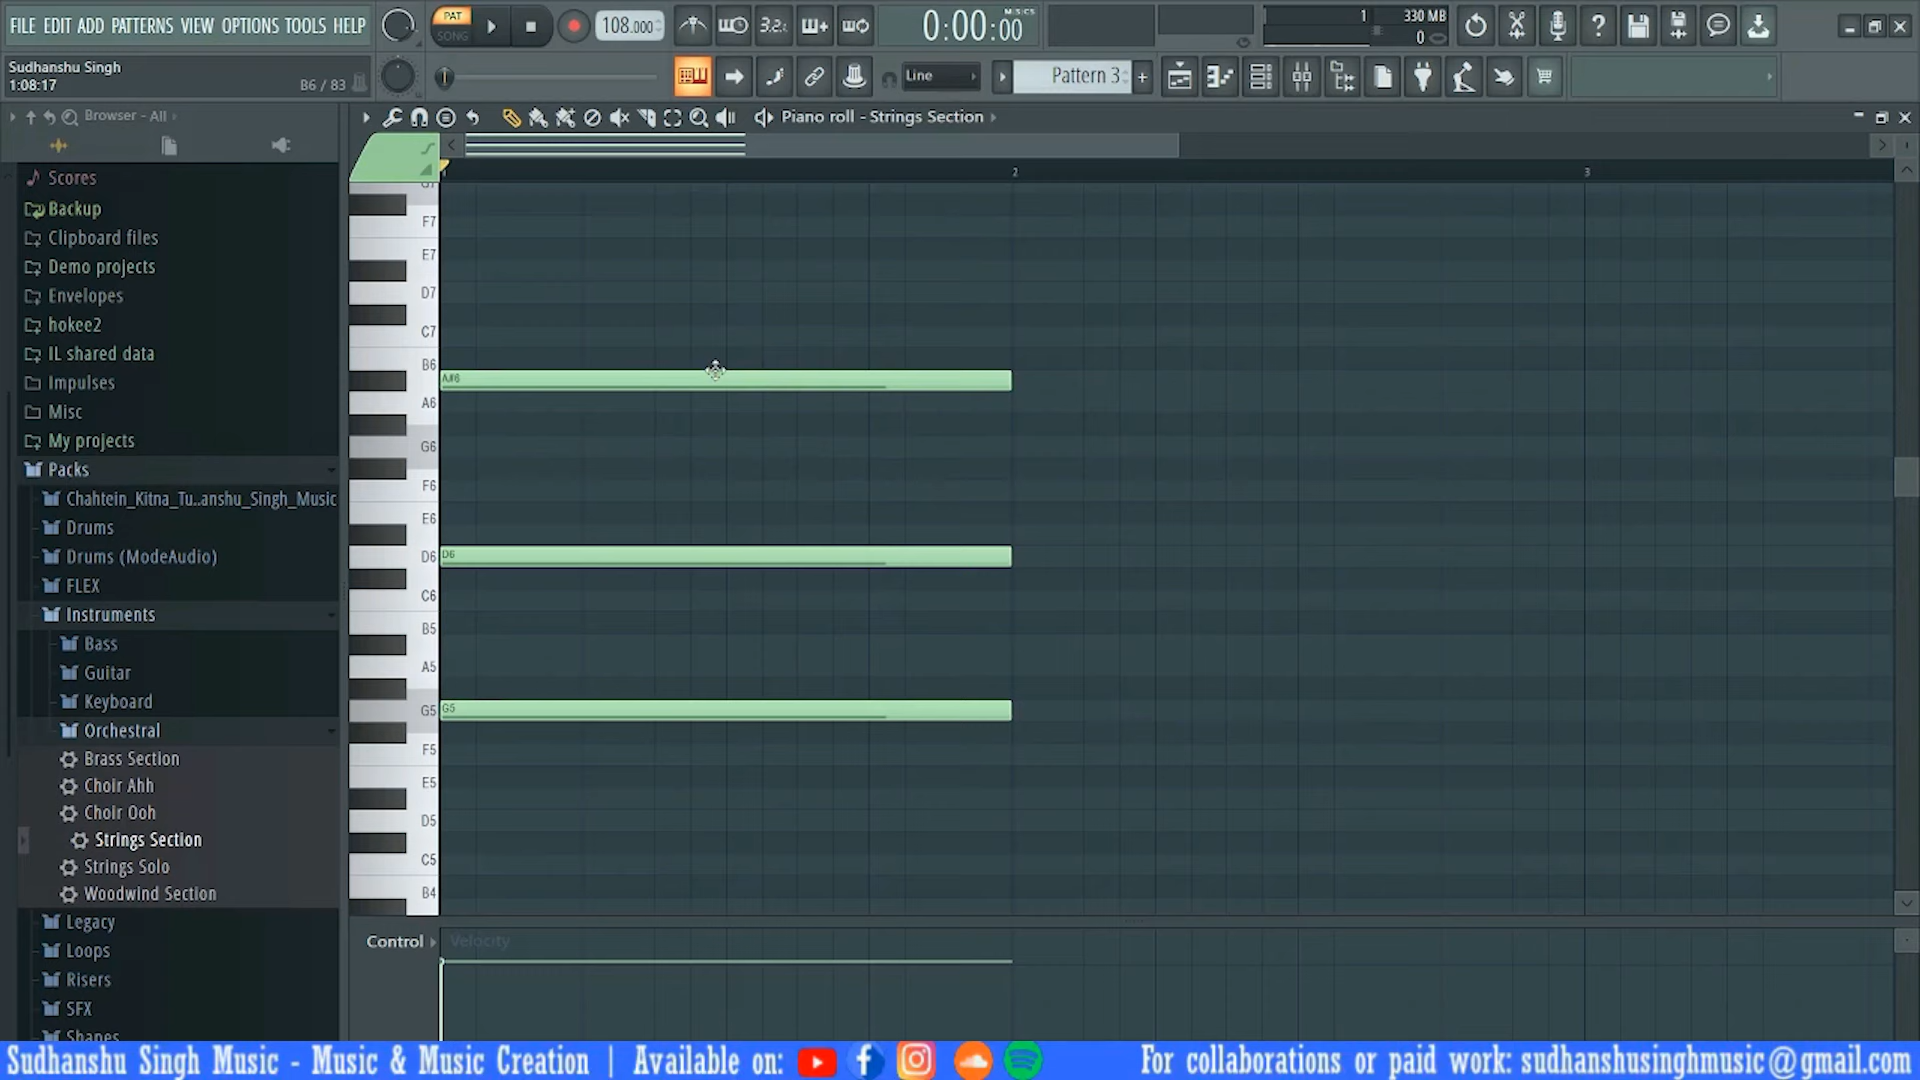 FILE EDIT ADD PATTERNS VIEW OPTIONS TOOLS HELP
PAT
SONG
108.000
3.2.
0:00:00
M:S:CS
1
330 MB
0
Sudhanshu Singh
1:08:17
B6 / 83
Line
Pattern 3
Browser - All
Piano roll - Strings Section
Scores
Backup
Clipboard files
Demo projects
Envelopes
hokee2
IL shared data
Impulses
Misc
My projects
Packs
Chahtein_Kitna_Tu..anshu_Singh_Music
Drums
Drums (ModeAudio)
FLEX
Instruments
Bass
Guitar
Keyboard
Orchestral
Brass Section
Choir Ahh
Choir Ooh
Strings Section
Strings Solo
Woodwind Section
Legacy
Loops
Risers
SFX
Shapes
2
3
F7
E7
D7
C7
B6
A#6
A6
G6
F6
E6
D6
D6
C6
B5
A5
G5
G5
F5
E5
D5
C5
B4
Control
Velocity
Sudhanshu Singh Music - Music & Music Creation | Available on:
For collaborations or paid work: sudhanshusinghmusic@gmail.com